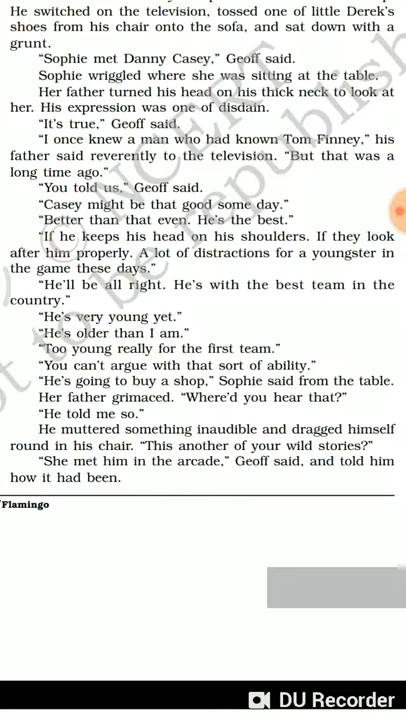 He switched on the television, tossed one of little Derek's
shoes from his chair onto the sofa, and sat down with a
grunt.
“Sophie met Danny Casey,” Geoff said.
Sophie wriggled where she was sitting at the table.
Her father turned his head on his thick neck to look at
her. His expression was one of disdain.
“It's true,” Geoff said.
“I once knew a man who had known Tom Finney,” his
father said reverently to the television. “But that was a
long time ago.”
“You told us,” Geoff said.
“Casey might be that good some day.”
“Better than that even. He's the best.”
“If he keeps his head on his shoulders. If they look
after him properly. A lot of distractions for a youngster in
the game these days.”
“He'll be all right. He's with the best team in the
country.”
“He's very young yet.”
“He's older than I am.”
“Too young really for the first team.”
“You can't argue with that sort of ability.”
“He's going to buy a shop,” Sophie said from the table.
Her father grimaced. “Where'd you hear that?”
“He told me so.”
He muttered something inaudible and dragged himself
round in his chair. “This another of your wild stories?”
“She met him in the arcade,” Geoff said, and told him
how it had been.
Flamingo
© NCERT
not to be republish
DU Recorder